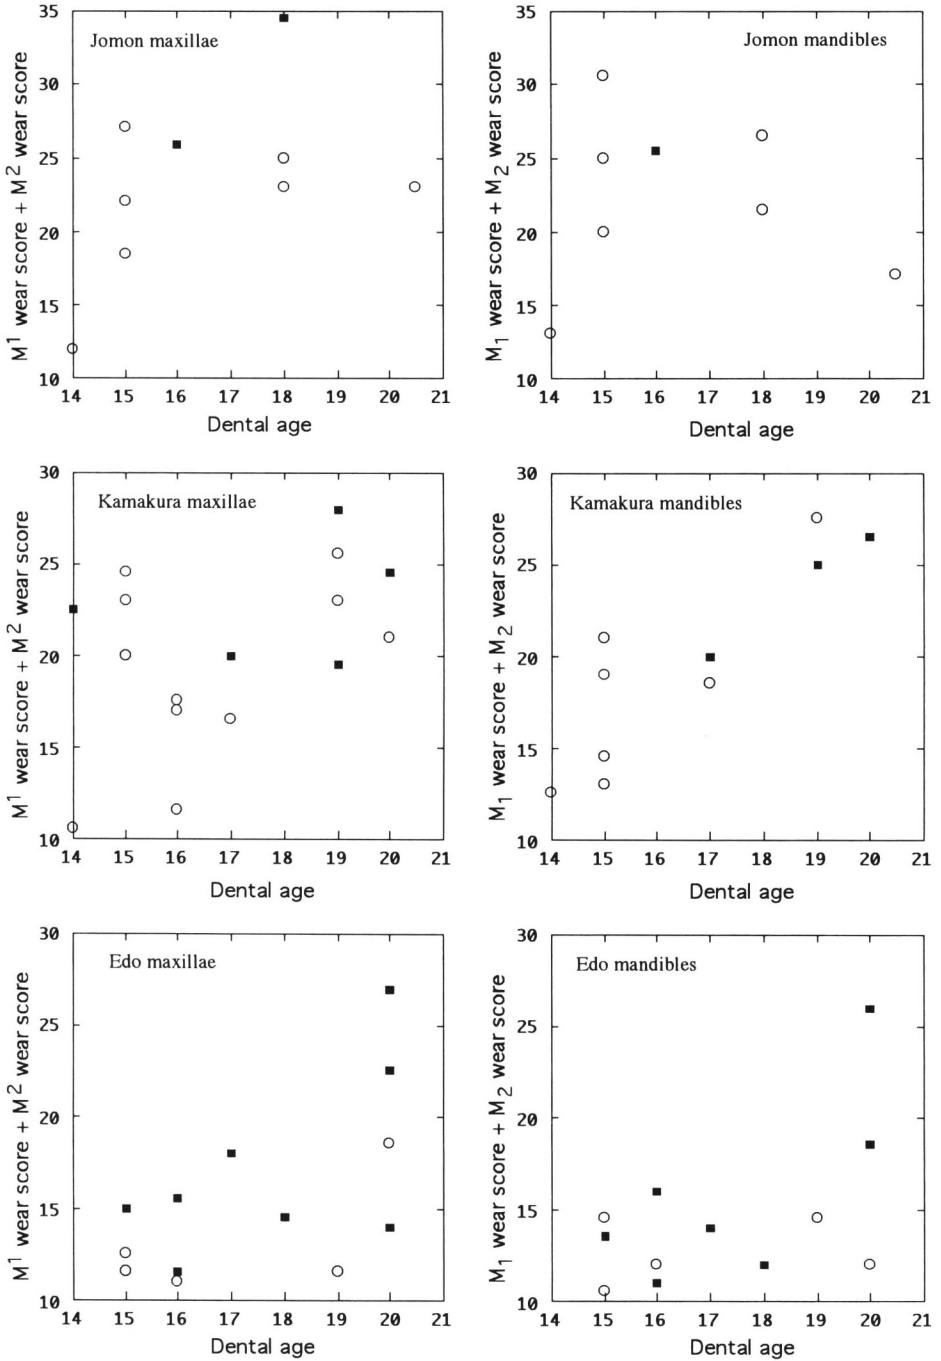 Jomon maxillae
M1 wear score + M2 wear score
35
30
25
20
15
10
14 15 16 17 18 19 20 21
Dental age
Jomon mandibles
M1 wear score + M2 wear score
35
30
25
20
15
10
14 15 16 17 18 19 20 21
Dental age
Kamakura maxillae
M1 wear score + M2 wear score
30
25
20
15
10
14 15 16 17 18 19 20 21
Dental age
Kamakura mandibles
M1 wear score + M2 wear score
30
25
20
15
10
14 15 16 17 18 19 20 21
Dental age
Edo maxillae
M1 wear score + M2 wear score
30
25
20
15
10
14 15 16 17 18 19 20 21
Dental age
Edo mandibles
M1 wear score + M2 wear score
30
25
20
15
10
14 15 16 17 18 19 20 21
Dental age